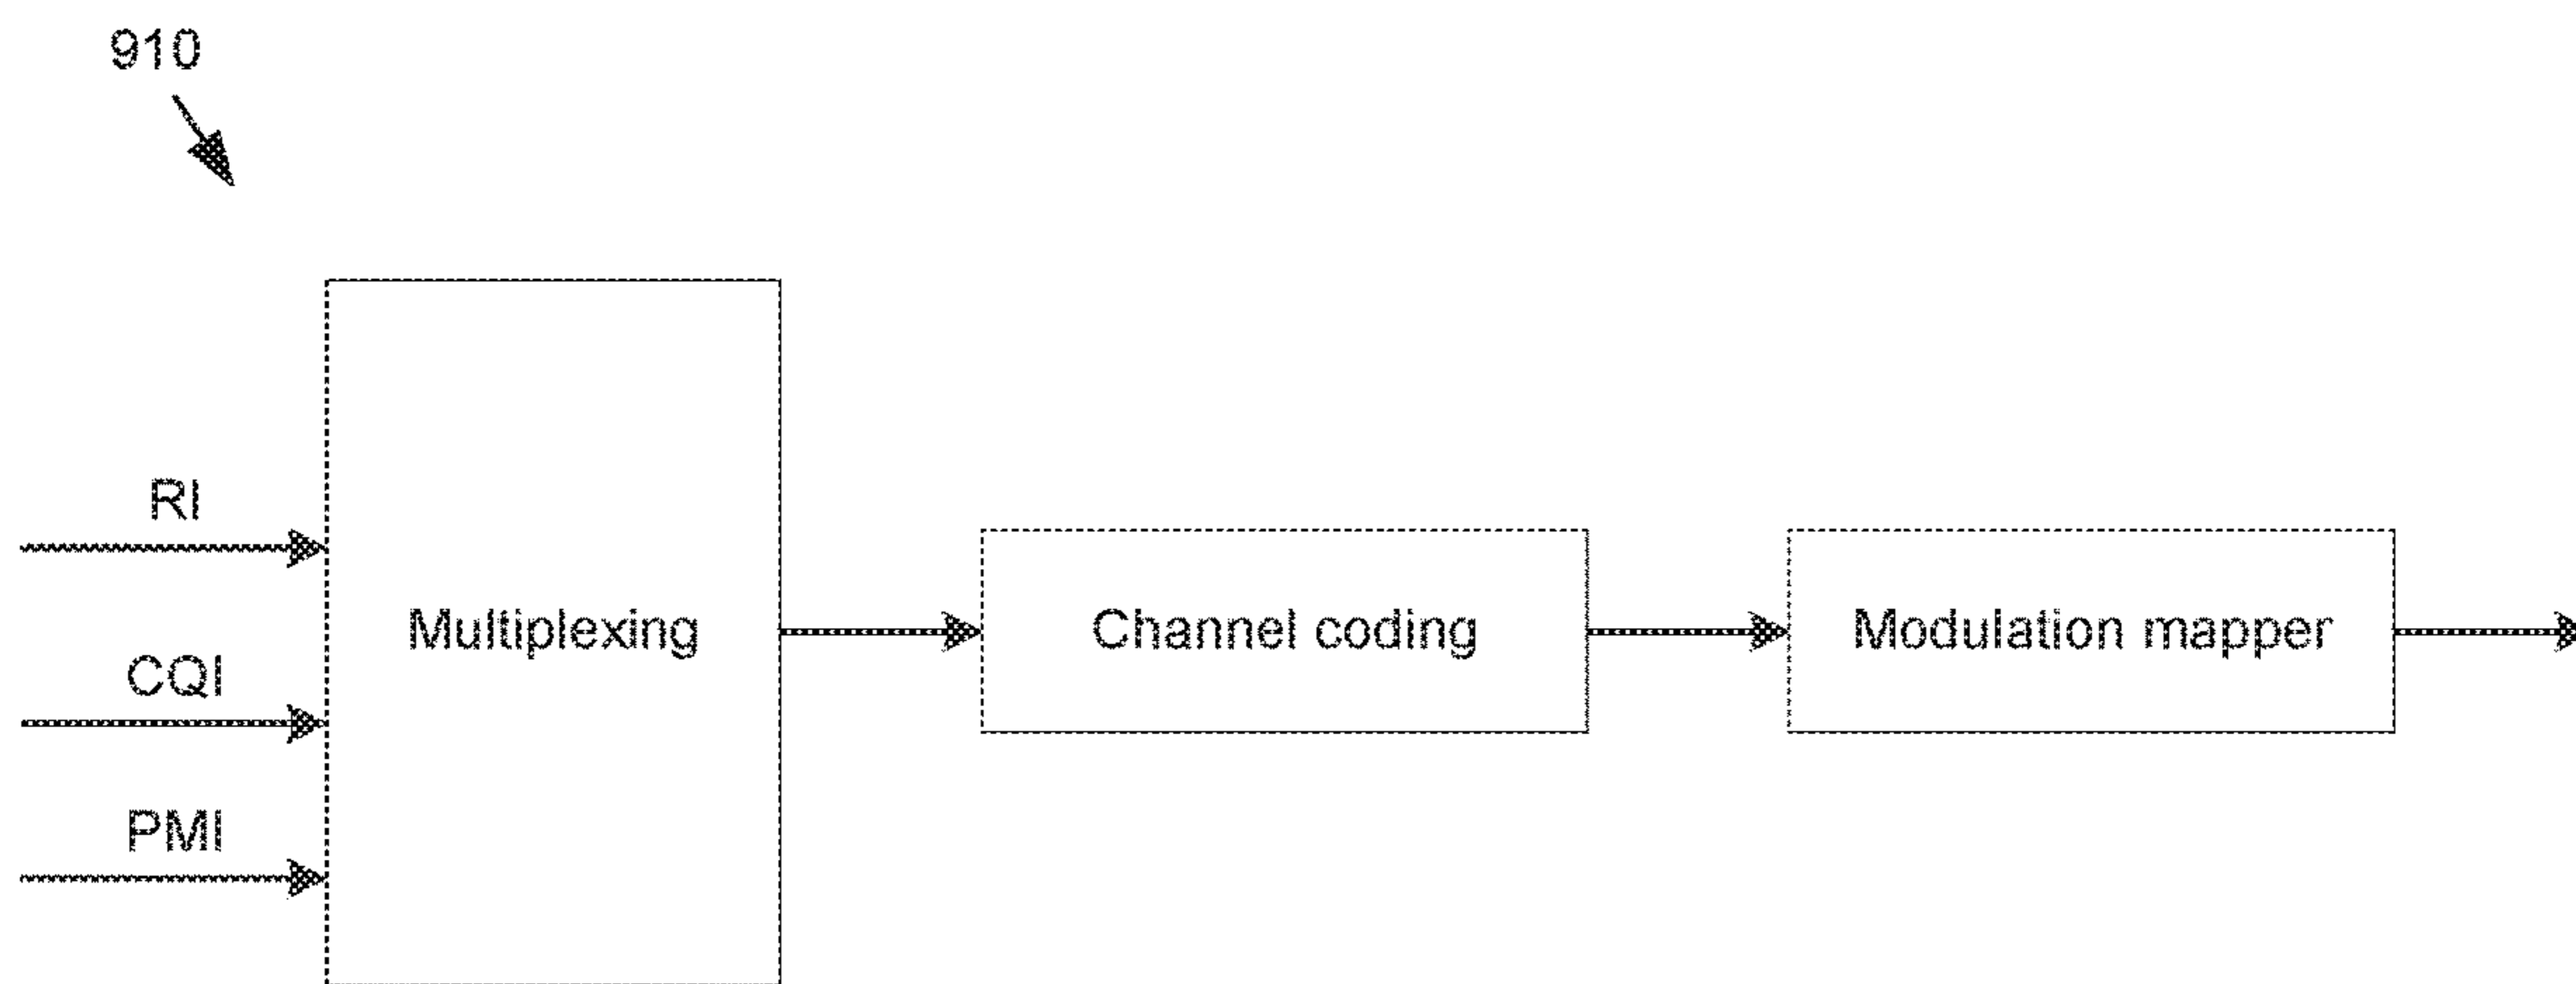 910
RI
CQI
PMI
Multiplexing
Channel coding
Modulation mapper